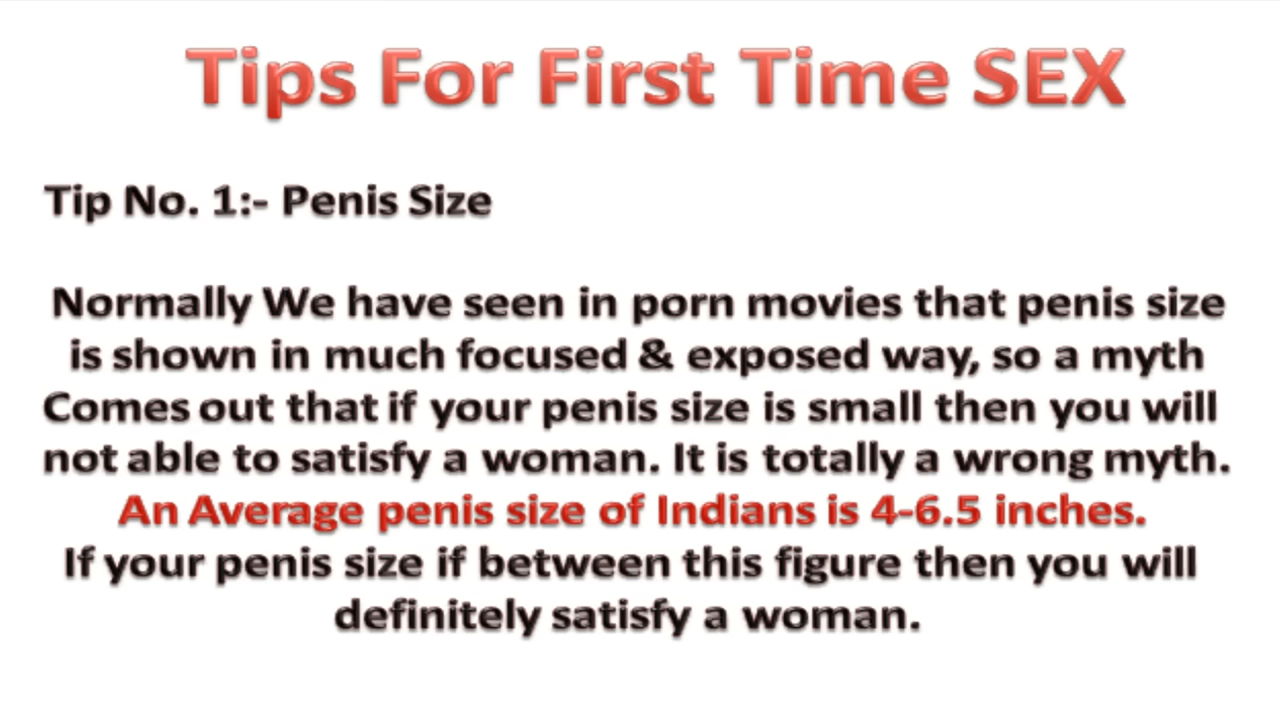 Tips For First Time SEX
Tip No. 1:- Penis Size
Normally We have seen in porn movies that penis size
is shown in much focused & exposed way, so a myth
Comes out that if your penis size is small then you will
not able to satisfy a woman. It is totally a wrong myth.
An Average penis size of Indians is 4-6.5 inches.
If your penis size if between this figure then you will
definitely satisfy a woman.